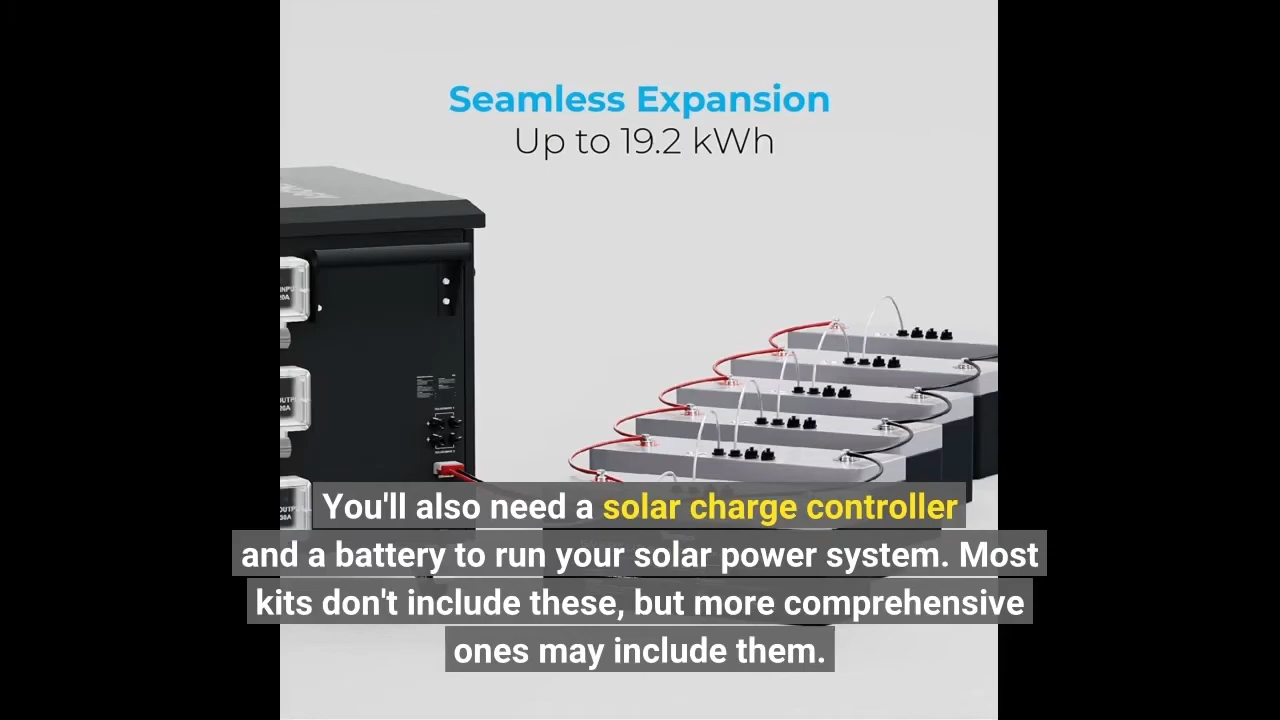 Seamless Expansion
Up to 19.2 kWh
You'll also need a solar charge controller
and a battery to run your solar power system. Most
kits don't include these, but more comprehensive
ones may include them.